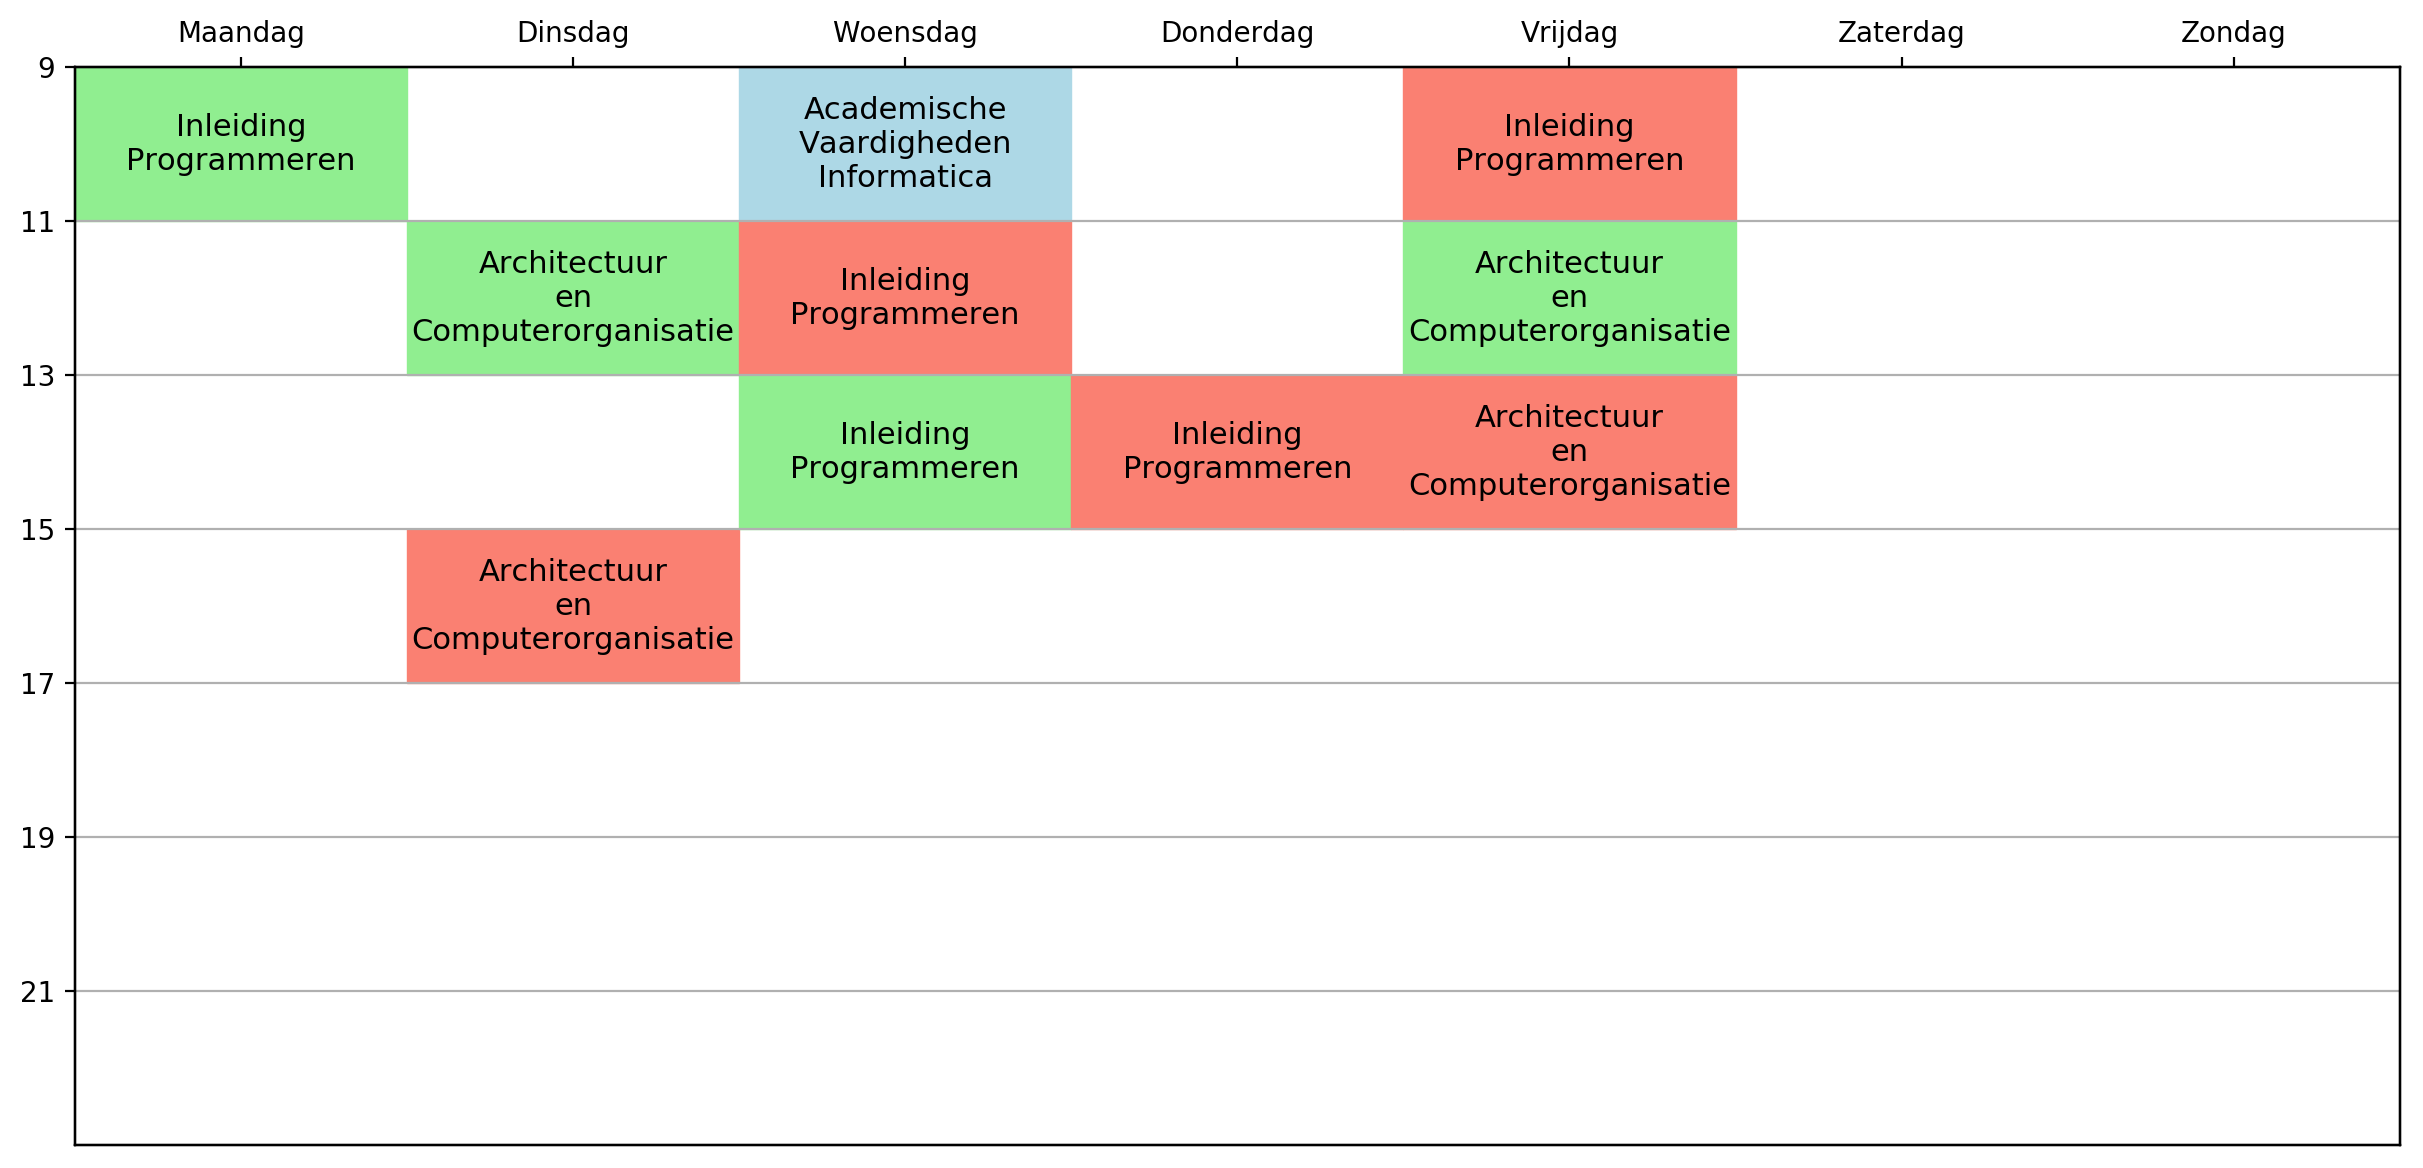 Maandag Dinsdag Woensdag Donderdag Vrijdag Zaterdag Zondag
9
Inleiding
Programmeren
Academische
Vaardigheden
Informatica
Inleiding
Programmeren
11
Architectuur
en
Computerorganisatie
Inleiding
Programmeren
Architectuur
en
Computerorganisatie
13
Inleiding
Programmeren
Inleiding
Programmeren
Architectuur
en
Computerorganisatie
15
Architectuur
en
Computerorganisatie
17
19
21